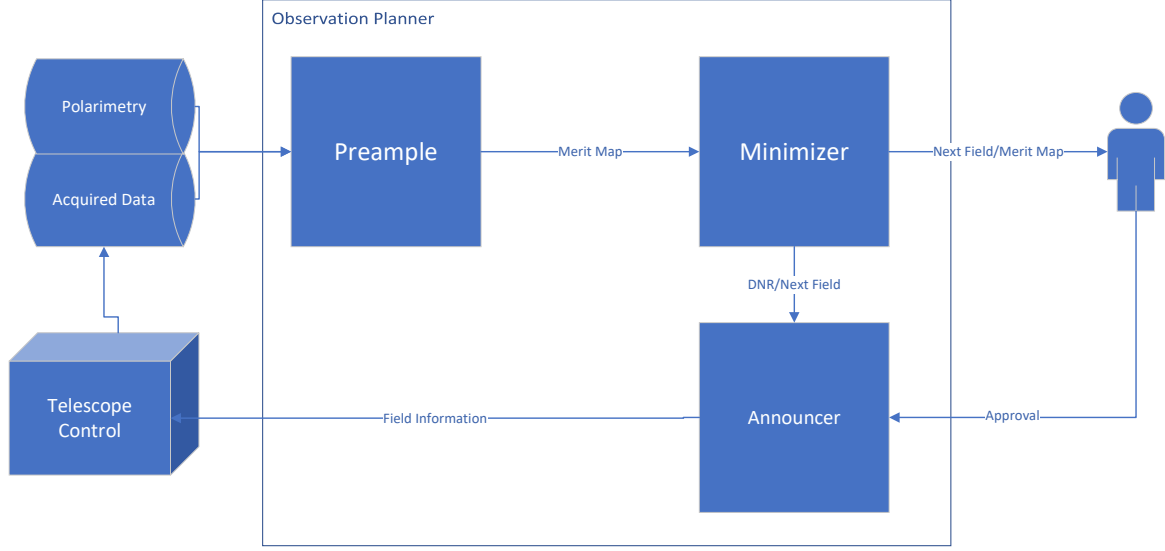 Observation Planner
Polarimetry
Preample
Merit Map
Minimizer
Next Field/Merit Map
Acquired Data
DNR/Next Field
Telescope
Control
Field Information
Announcer
Approval